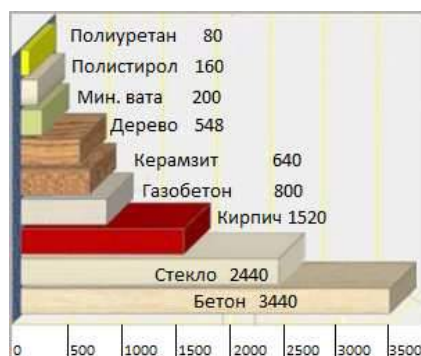 Полиуретан 80
Полистирол 160
Мин. вата 200
Дерево 548
Керамзит 640
Газобетон 800
Кирпич 1520
Стекло 2440
Бетон 3440
0 500 1000 1500 2000 2500 3000 3500